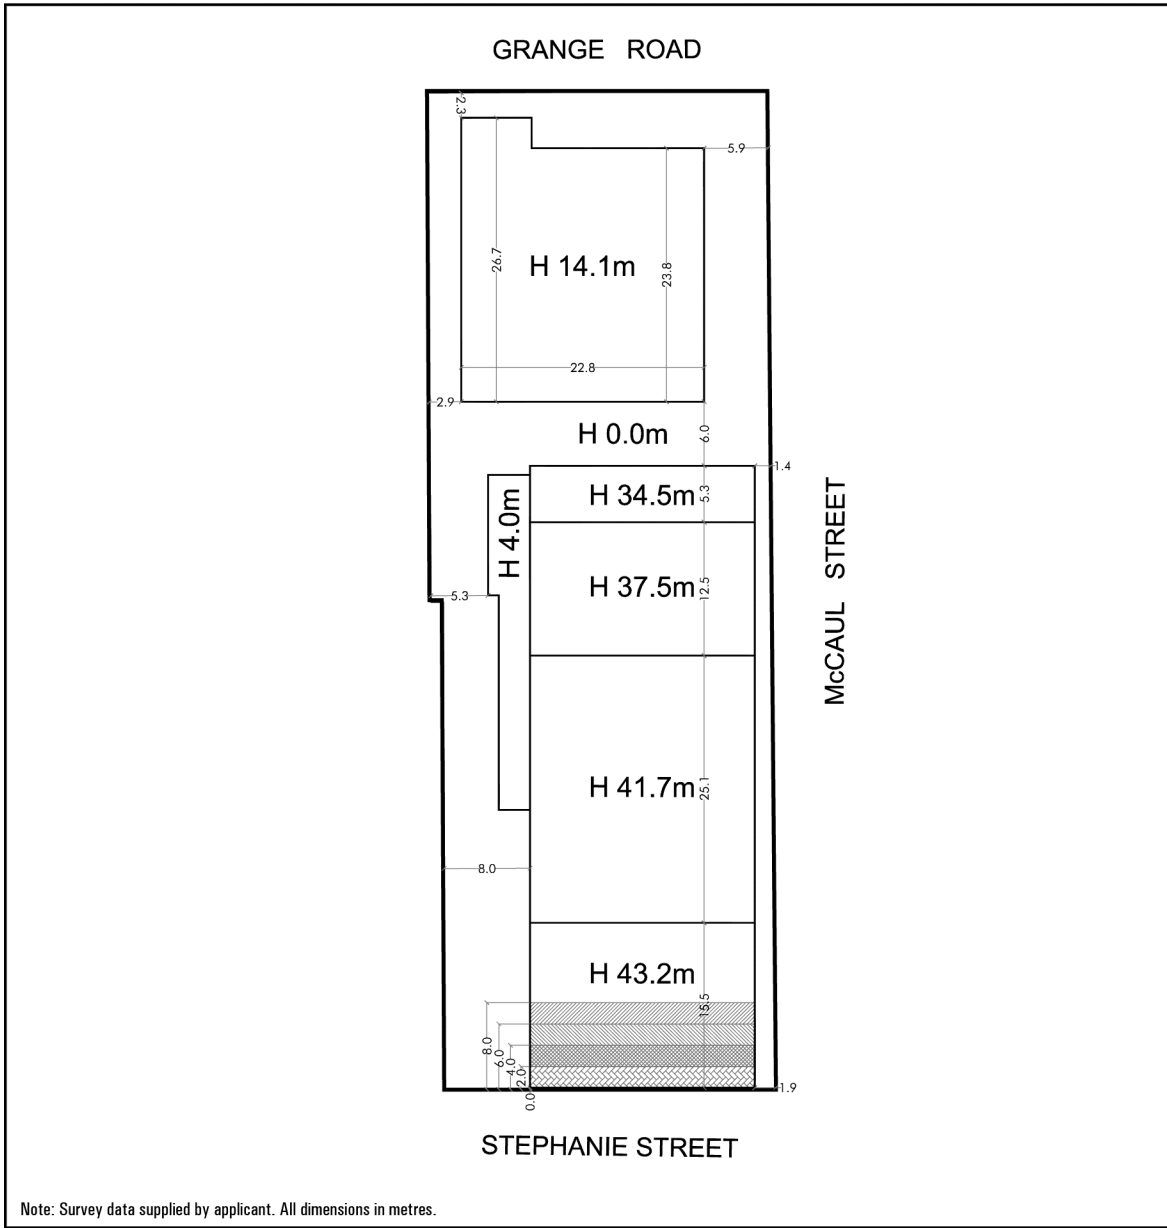 GRANGE ROAD
2.3
5.9
26.7
H 14.1m
23.8
22.8
2.9
H 0.0m
6.0
1.4
H 34.5m
5.3
H 4.0m
H 37.5m
12.5
5.3
McCAUL STREET
H 41.7m
25.1
8.0
H 43.2m
15.5
8.0
6.0
4.0
2.0
0.0
1.9
STEPHANIE STREET
Note: Survey data supplied by applicant. All dimensions in metres.